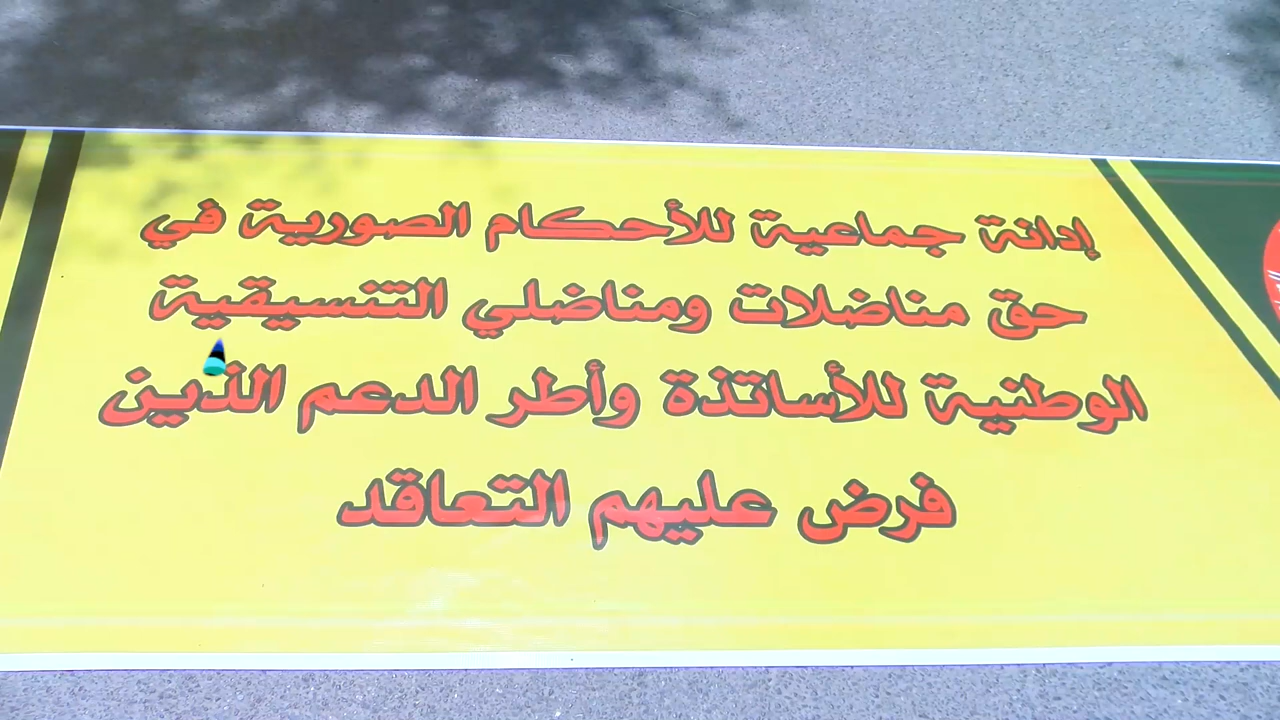 إدانة جماعية للأحكام الصورية في
حق مناضلات ومناضلي التنسيقية
الوطنية للأساتذة وأطر الدعم الذين
فرض عليهم التعاقد